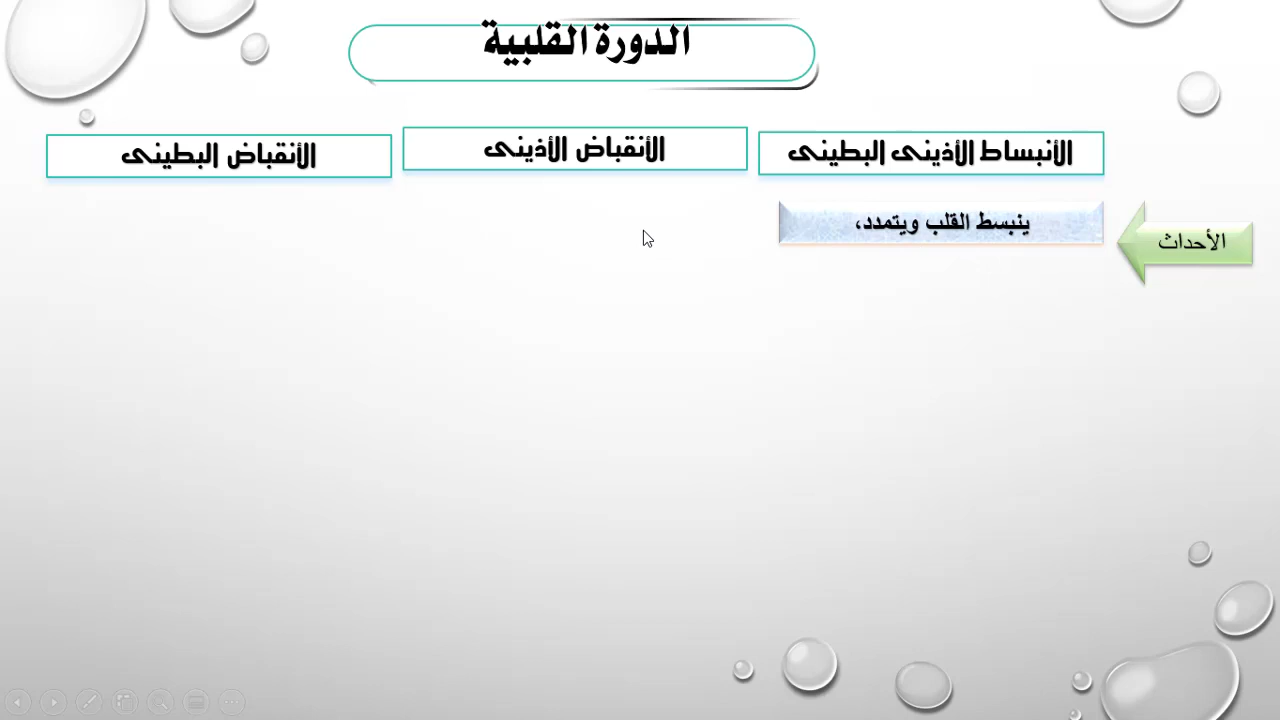 الدورة القلبية
الأنبساط الأذينى البطينى
الأنقباض الأذينى
الأنقباض البطينى
الأحداث
ينبسط القلب ويتمدد،